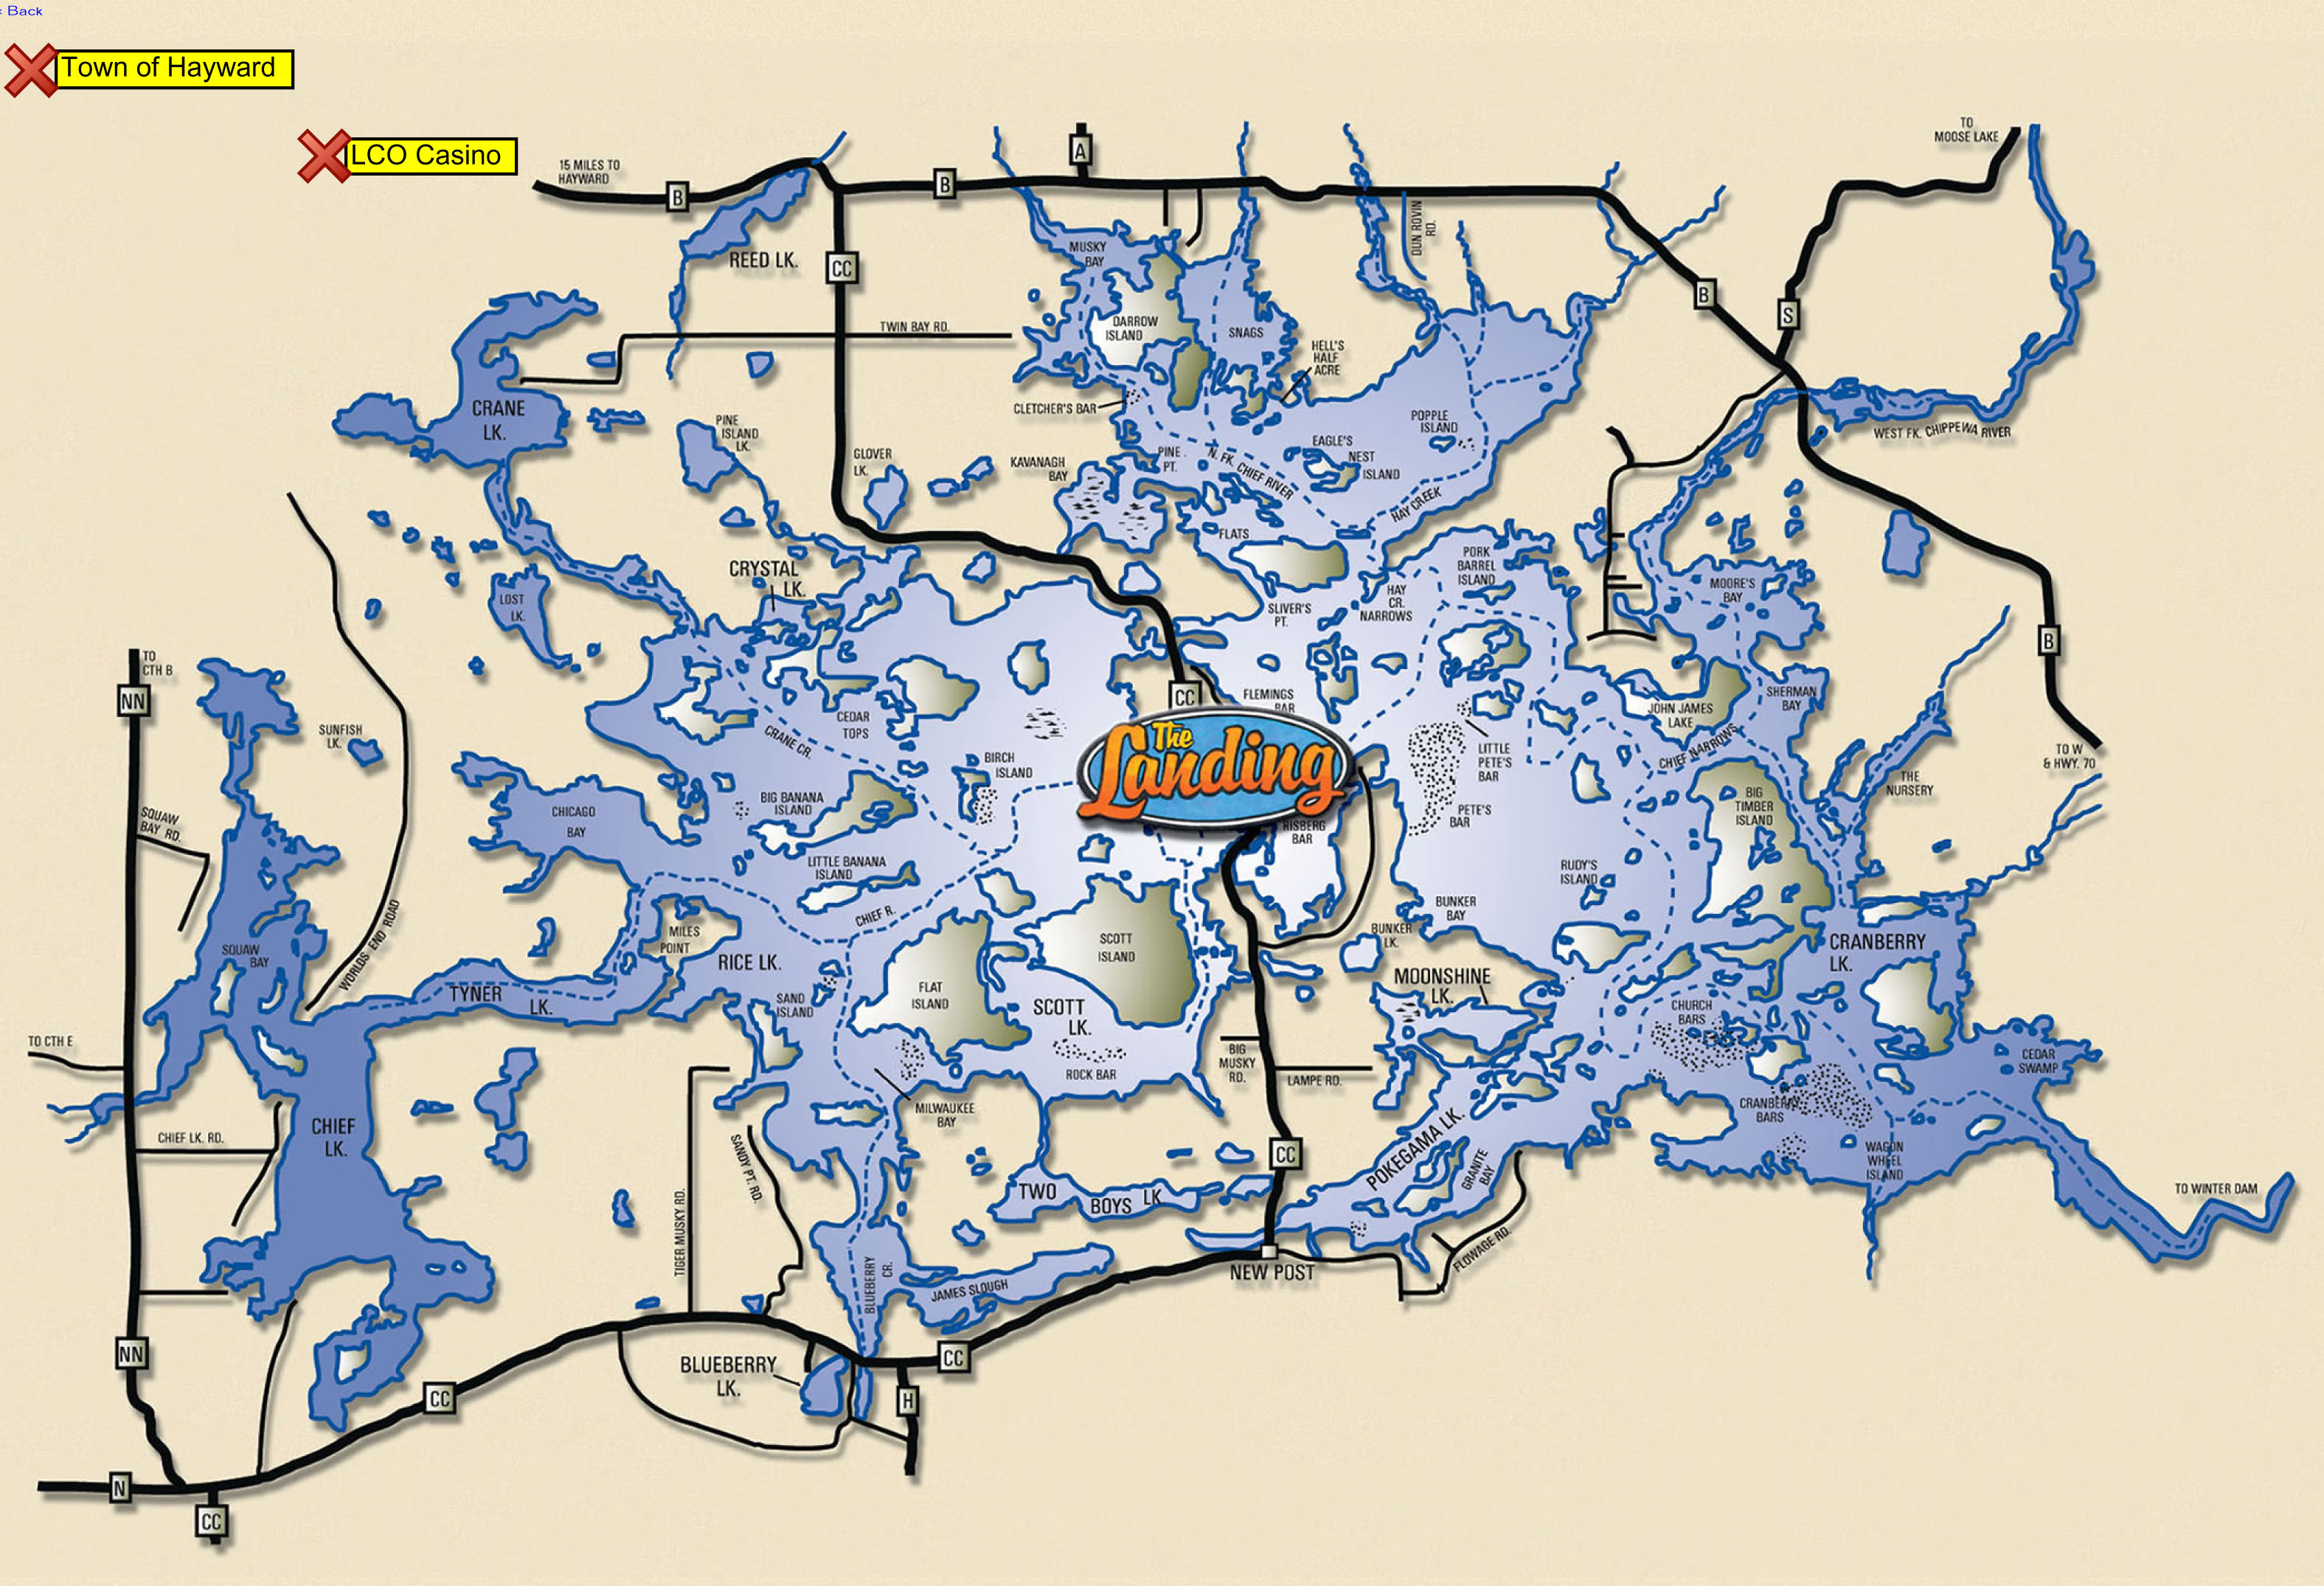 ‹ Back
Town of Hayward
LCO Casino
15 MILES TO
HAYWARD
B
B
A
TO
MOOSE LAKE
DUN ROVIN
RD.
REED LK.
CC
MUSKY
BAY
B
S
DARROW
ISLAND
SNAGS
TWIN BAY RD.
HELL'S
HALF
ACRE
CRANE
LK.
CLETCHER'S BAR
POPPLE
ISLAND
WEST FK. CHIPPEWA RIVER
PINE
ISLAND
LK.
GLOVER
LK.
KAVANAGH
BAY
PINE
PT.
N. FK. CHIEF RIVER
EAGLE'S
NEST
ISLAND
HAY CREEK
FLATS
CRYSTAL
LK.
PORK
BARREL
ISLAND
LOST
LK.
SLIVER'S
PT.
HAY
CR.
NARROWS
MOORE'S
BAY
B
TO
CTH B
NN
CC
FLEMINGS
BAR
JOHN JAMES
LAKE
SHERMAN
BAY
SUNFISH
LK.
CEDAR
TOPS
CRANE CR.
The
Landing
LITTLE
PETE'S
BAR
CHIEF NARROWS
TO W
& HWY. 70
BIRCH
ISLAND
THE
NURSERY
CHICAGO
BAY
BIG BANANA
ISLAND
PETE'S
BAR
BIG
TIMBER
ISLAND
SQUAW
BAY RD.
RISBERG
BAR
LITTLE BANANA
ISLAND
RUDY'S
ISLAND
WORLDS END ROAD
CHIEF R.
BUNKER
BAY
MILES
POINT
BUNKER
LK.
SQUAW
BAY
RICE LK.
SCOTT
ISLAND
CRANBERRY
LK.
TYNER
LK.
SAND
ISLAND
FLAT
ISLAND
SCOTT
LK.
MOONSHINE
LK.
CHURCH
BARS
TO CTH E
BIG
MUSKY
RD.
ROCK BAR
LAMPE RD.
CEDAR
SWAMP
MILWAUKEE
BAY
CRANBERRY
BARS
CHIEF
LK.
CHIEF LK. RD.
SANDY PT. RD.
CC
POKEGAMA LK.
GRANITE
BAY
WAGON
WHEEL
ISLAND
TWO
BOYS LK
TO WINTER DAM
TIGER MUSKY RD.
BLUEBERRY
CR.
JAMES SLOUGH
NEW POST
FLOWAGE RD.
NN
BLUEBERRY
LK.
CC
CC
H
N
CC